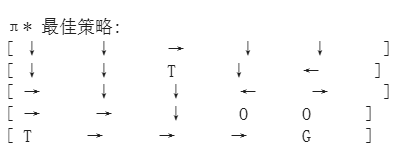 π* 最佳策略:
[ ↓ ↓ → ↓ ↓ ]
[ ↓ ↓ T ↓ ← ]
[ → ↓ ↓ ← → ]
[ → → ↓ O O ]
[ T → → → G ]